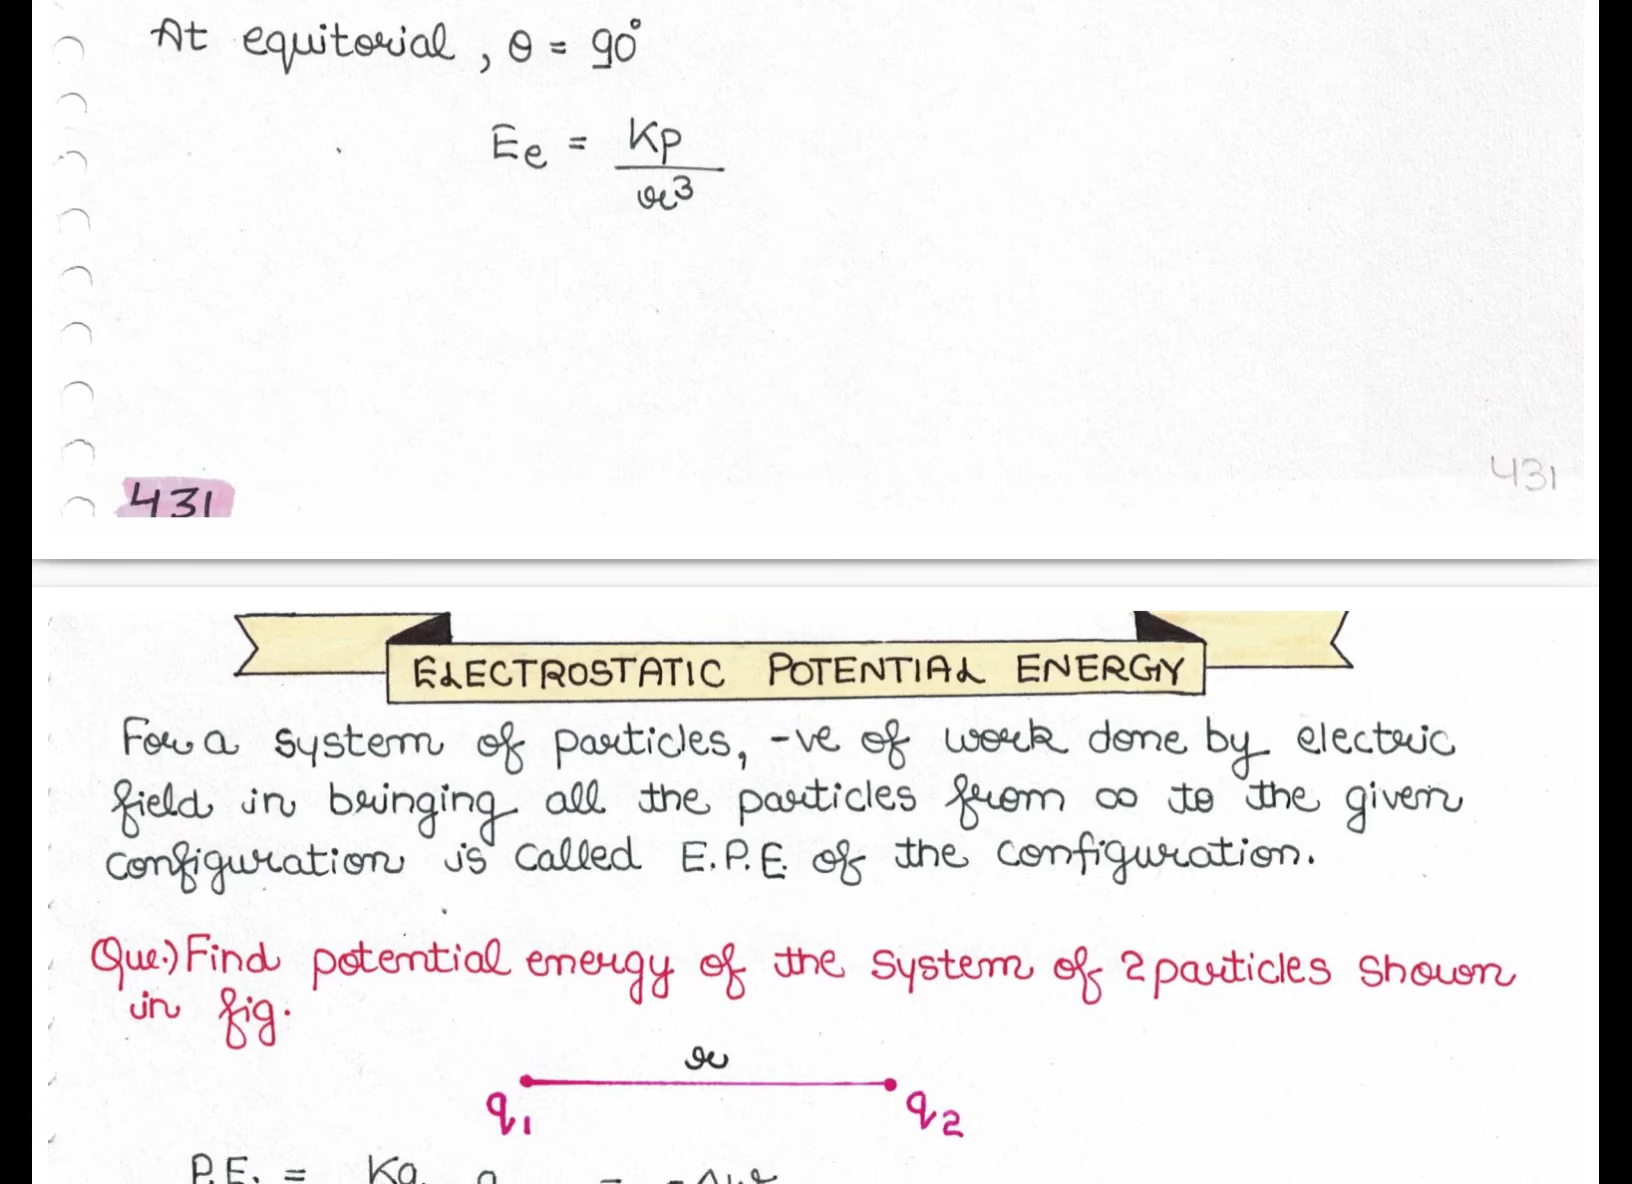 At equitorial, θ = 90°
Ee = Kp
r³
431
431
ELECTROSTATIC POTENTIAL ENERGY
For a system of particles, -ve of work done by electric
field in bringing all the particles from ∞ to the given
configuration is called E.P.E. of the configuration.
Que.) Find potential energy of the system of 2 particles shown
in fig.
r
q₁ q₂
P.E. =